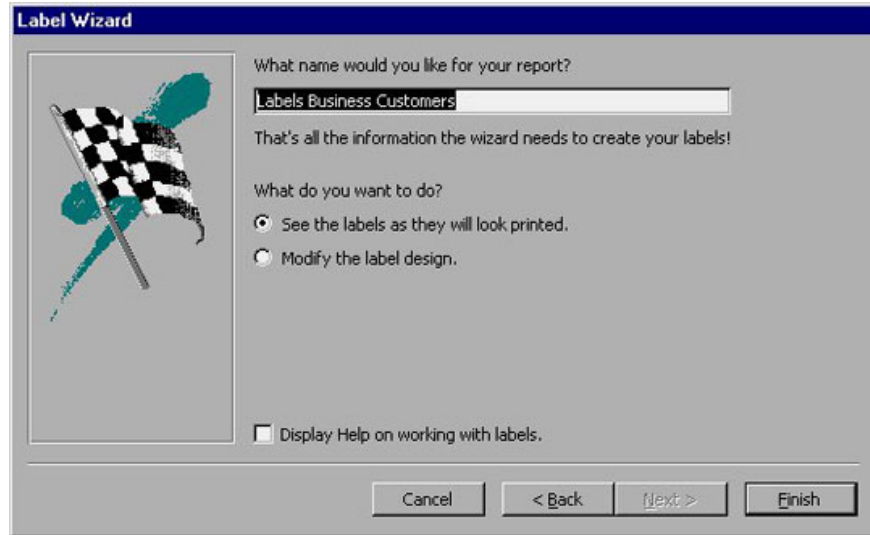 Label Wizard
What name would you like for your report?
Labels Business Customers
That's all the information the wizard needs to create your labels!
What do you want to do?
See the labels as they will look printed.
Modify the label design.
Display Help on working with labels.
Cancel
< Back
Next >
Finish